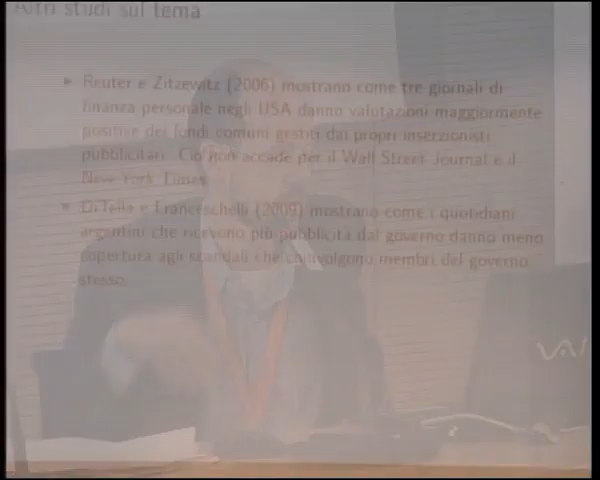 Altri studi sul tema
Reuter e Zitzewitz (2006) mostrano come tre giornali di
finanza personale negli USA danno valutazioni maggiormente
positive dei fondi comuni gestiti dai propri inserzionisti
pubblicitari. Ciò non accade per il Wall Street Journal e il
New York Times
DiTella e Franceschelli (2009) mostrano come i quotidiani
argentini che ricevono più pubblicità dal governo danno meno
copertura agli scandali che coinvolgono membri del governo
stesso
VAI